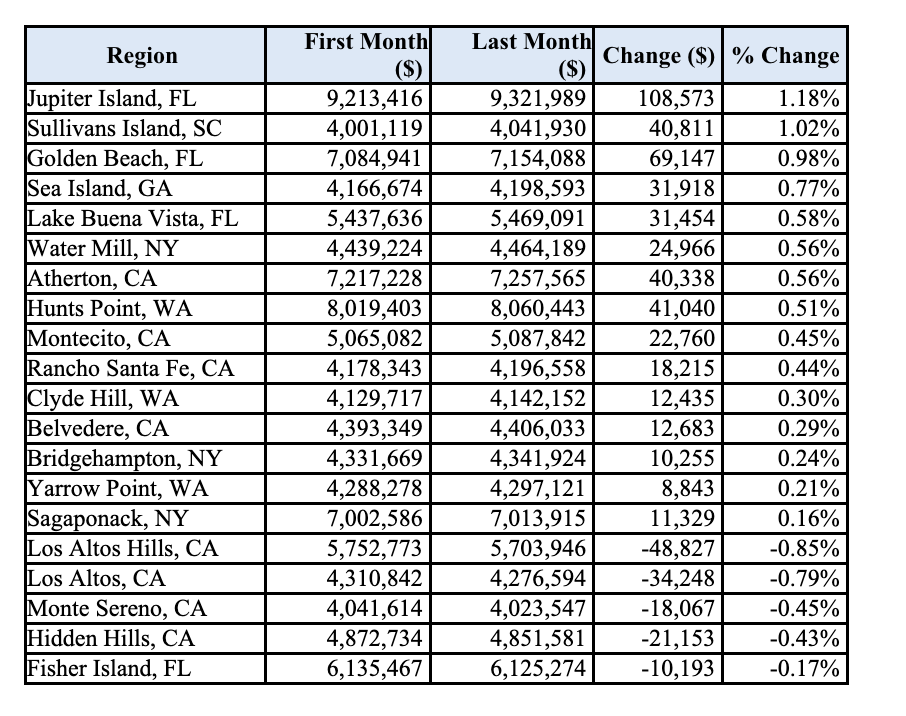 Region First Month ($) Last Month ($) Change ($) % Change
Jupiter Island, FL 9,213,416 9,321,989 108,573 1.18%
Sullivans Island, SC 4,001,119 4,041,930 40,811 1.02%
Golden Beach, FL 7,084,941 7,154,088 69,147 0.98%
Sea Island, GA 4,166,674 4,198,593 31,918 0.77%
Lake Buena Vista, FL 5,437,636 5,469,091 31,454 0.58%
Water Mill, NY 4,439,224 4,464,189 24,966 0.56%
Atherton, CA 7,217,228 7,257,565 40,338 0.56%
Hunts Point, WA 8,019,403 8,060,443 41,040 0.51%
Montecito, CA 5,065,082 5,087,842 22,760 0.45%
Rancho Santa Fe, CA 4,178,343 4,196,558 18,215 0.44%
Clyde Hill, WA 4,129,717 4,142,152 12,435 0.30%
Belvedere, CA 4,393,349 4,406,033 12,683 0.29%
Bridgehampton, NY 4,331,669 4,341,924 10,255 0.24%
Yarrow Point, WA 4,288,278 4,297,121 8,843 0.21%
Sagaponack, NY 7,002,586 7,013,915 11,329 0.16%
Los Altos Hills, CA 5,752,773 5,703,946 -48,827 -0.85%
Los Altos, CA 4,310,842 4,276,594 -34,248 -0.79%
Monte Sereno, CA 4,041,614 4,023,547 -18,067 -0.45%
Hidden Hills, CA 4,872,734 4,851,581 -21,153 -0.43%
Fisher Island, FL 6,135,467 6,125,274 -10,193 -0.17%